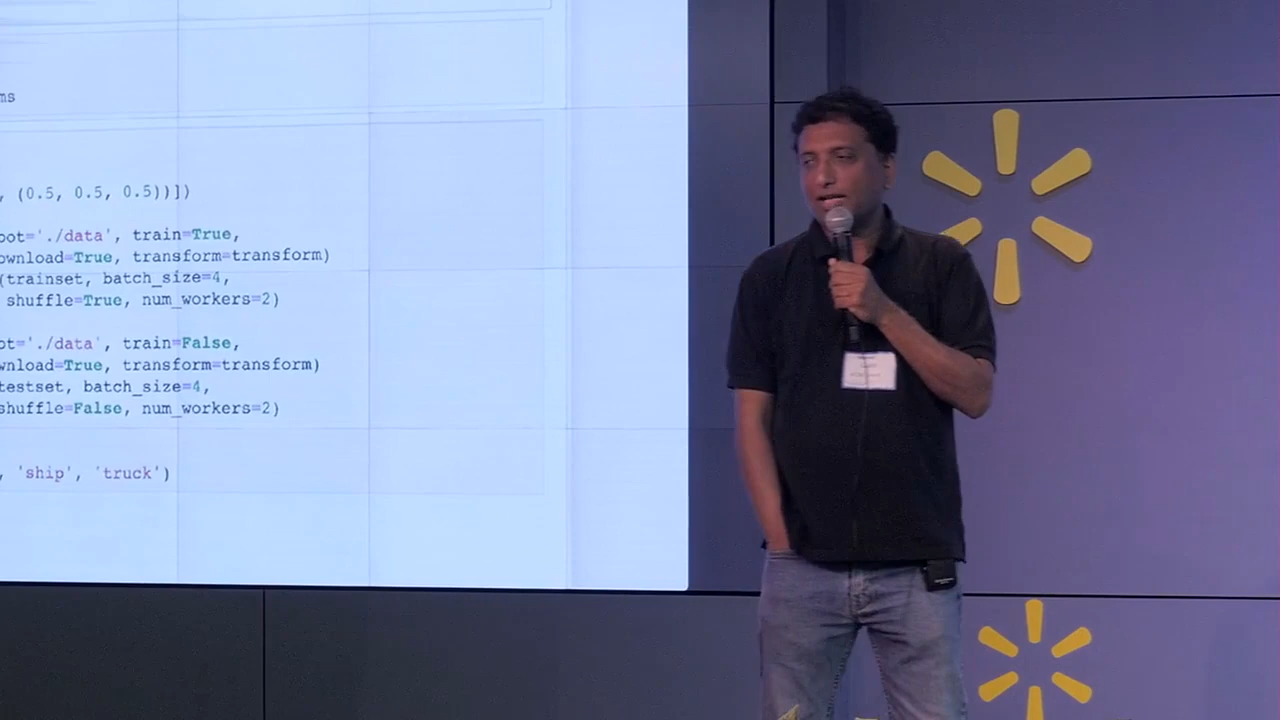 ms
, (0.5, 0.5, 0.5))])
oot='./data', train=True,
ownload=True, transform=transform)
(trainset, batch_size=4,
shuffle=True, num_workers=2)
ot='./data', train=False,
wnload=True, transform=transform)
testset, batch_size=4,
shuffle=False, num_workers=2)
, 'ship', 'truck')